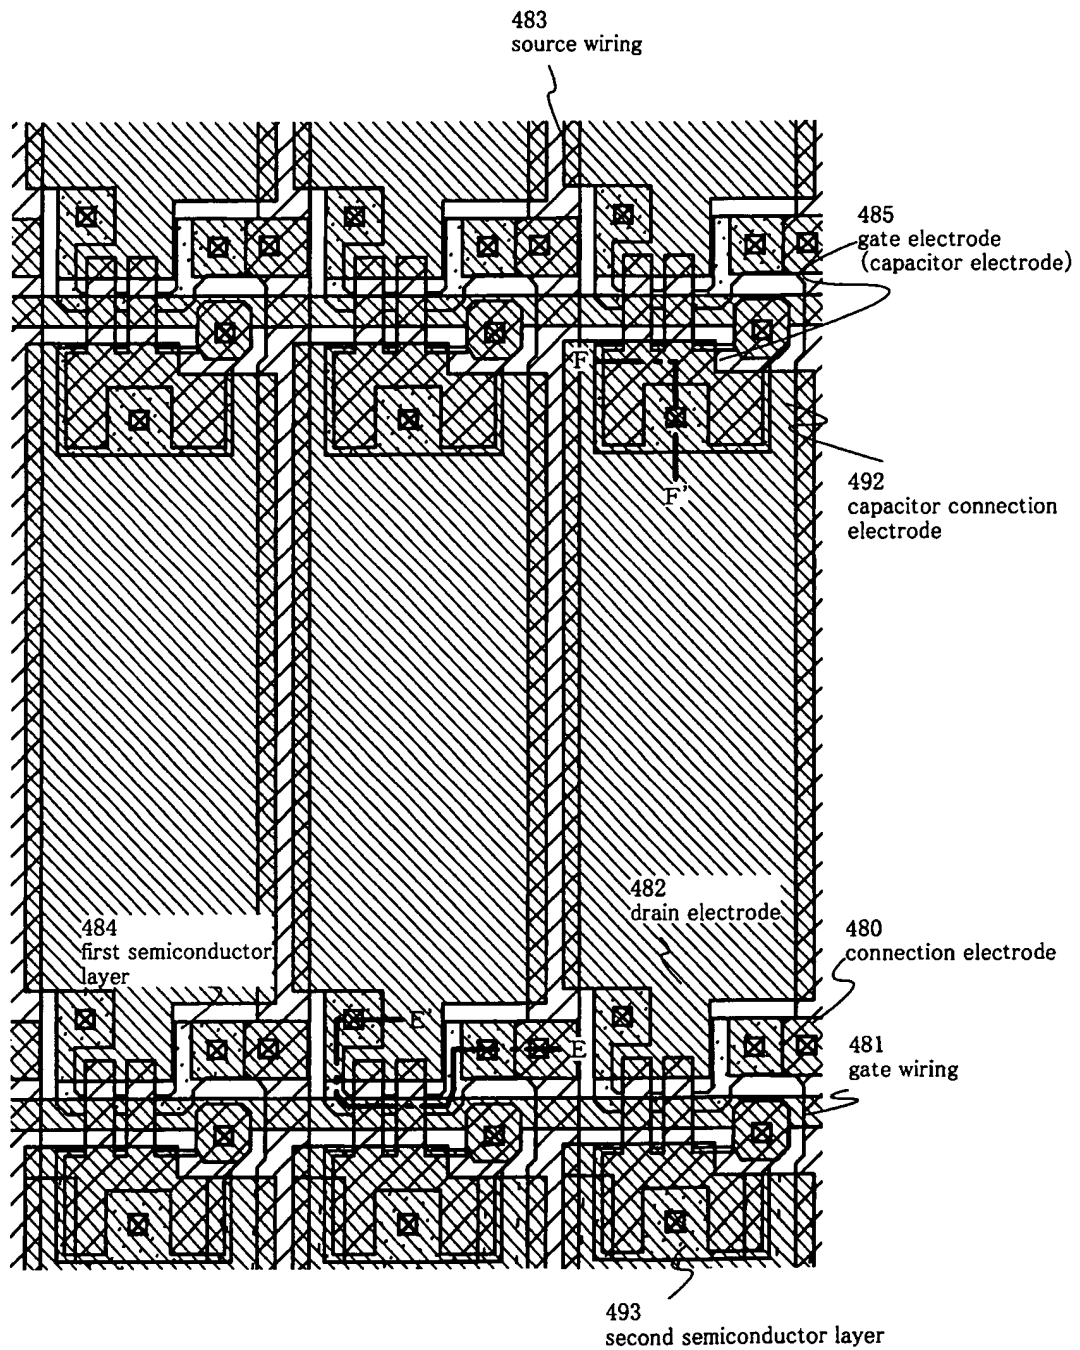 483
source wiring
485
gate electrode
(capacitor electrode)
F
F'
492
capacitor connection
electrode
482
drain electrode
484
first semiconductor
layer
480
connection electrode
E'
E
481
gate wiring
493
second semiconductor layer